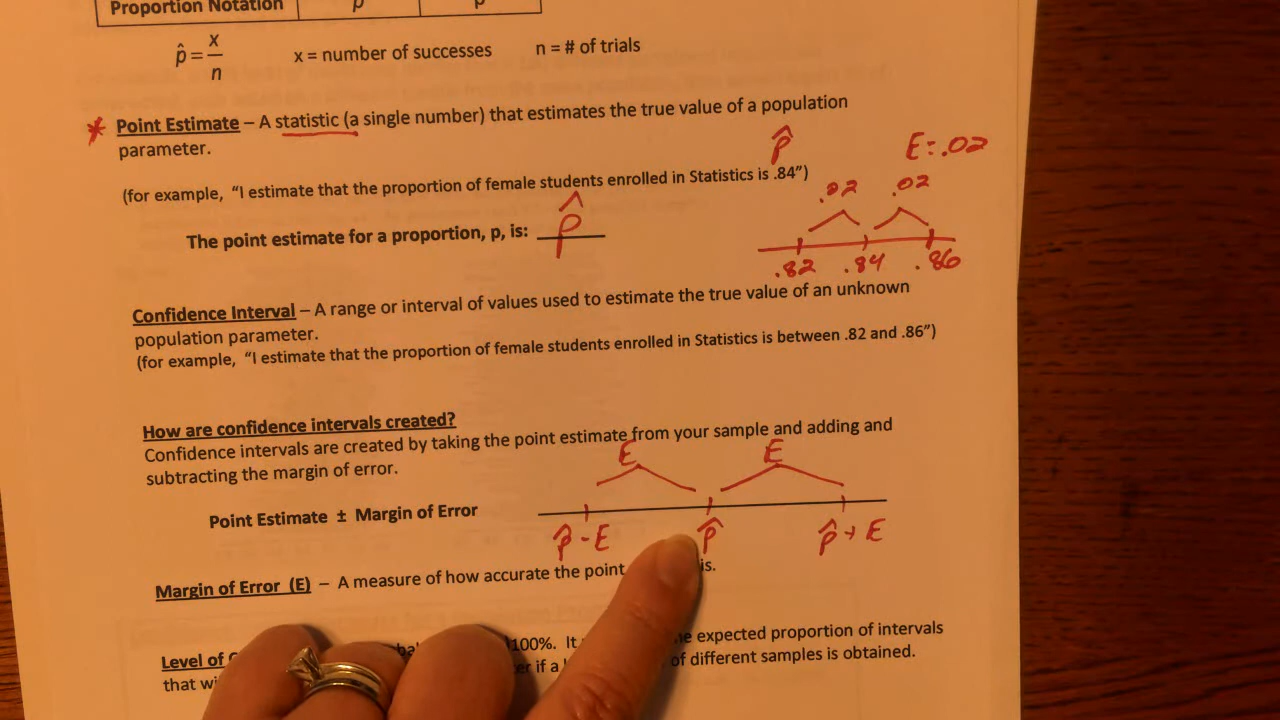 Proportion Notation p̂ p
p̂ = x/n x = number of successes n = # of trials
* Point Estimate – A statistic (a single number) that estimates the true value of a population
parameter.
p̂ E=.02
(for example, "I estimate that the proportion of female students enrolled in Statistics is .84")
.02 .02
The point estimate for a proportion, p, is: p̂
.82 .84 .86
Confidence Interval – A range or interval of values used to estimate the true value of an unknown
population parameter.
(for example, "I estimate that the proportion of female students enrolled in Statistics is between .82 and .86")
How are confidence intervals created?
Confidence intervals are created by taking the point estimate from your sample and adding and
subtracting the margin of error.
E E
Point Estimate ± Margin of Error
p̂ - E p̂ p̂ + E
Margin of Error (E) – A measure of how accurate the point is.
Level of 100%. It expected proportion of intervals
that if a of different samples is obtained.